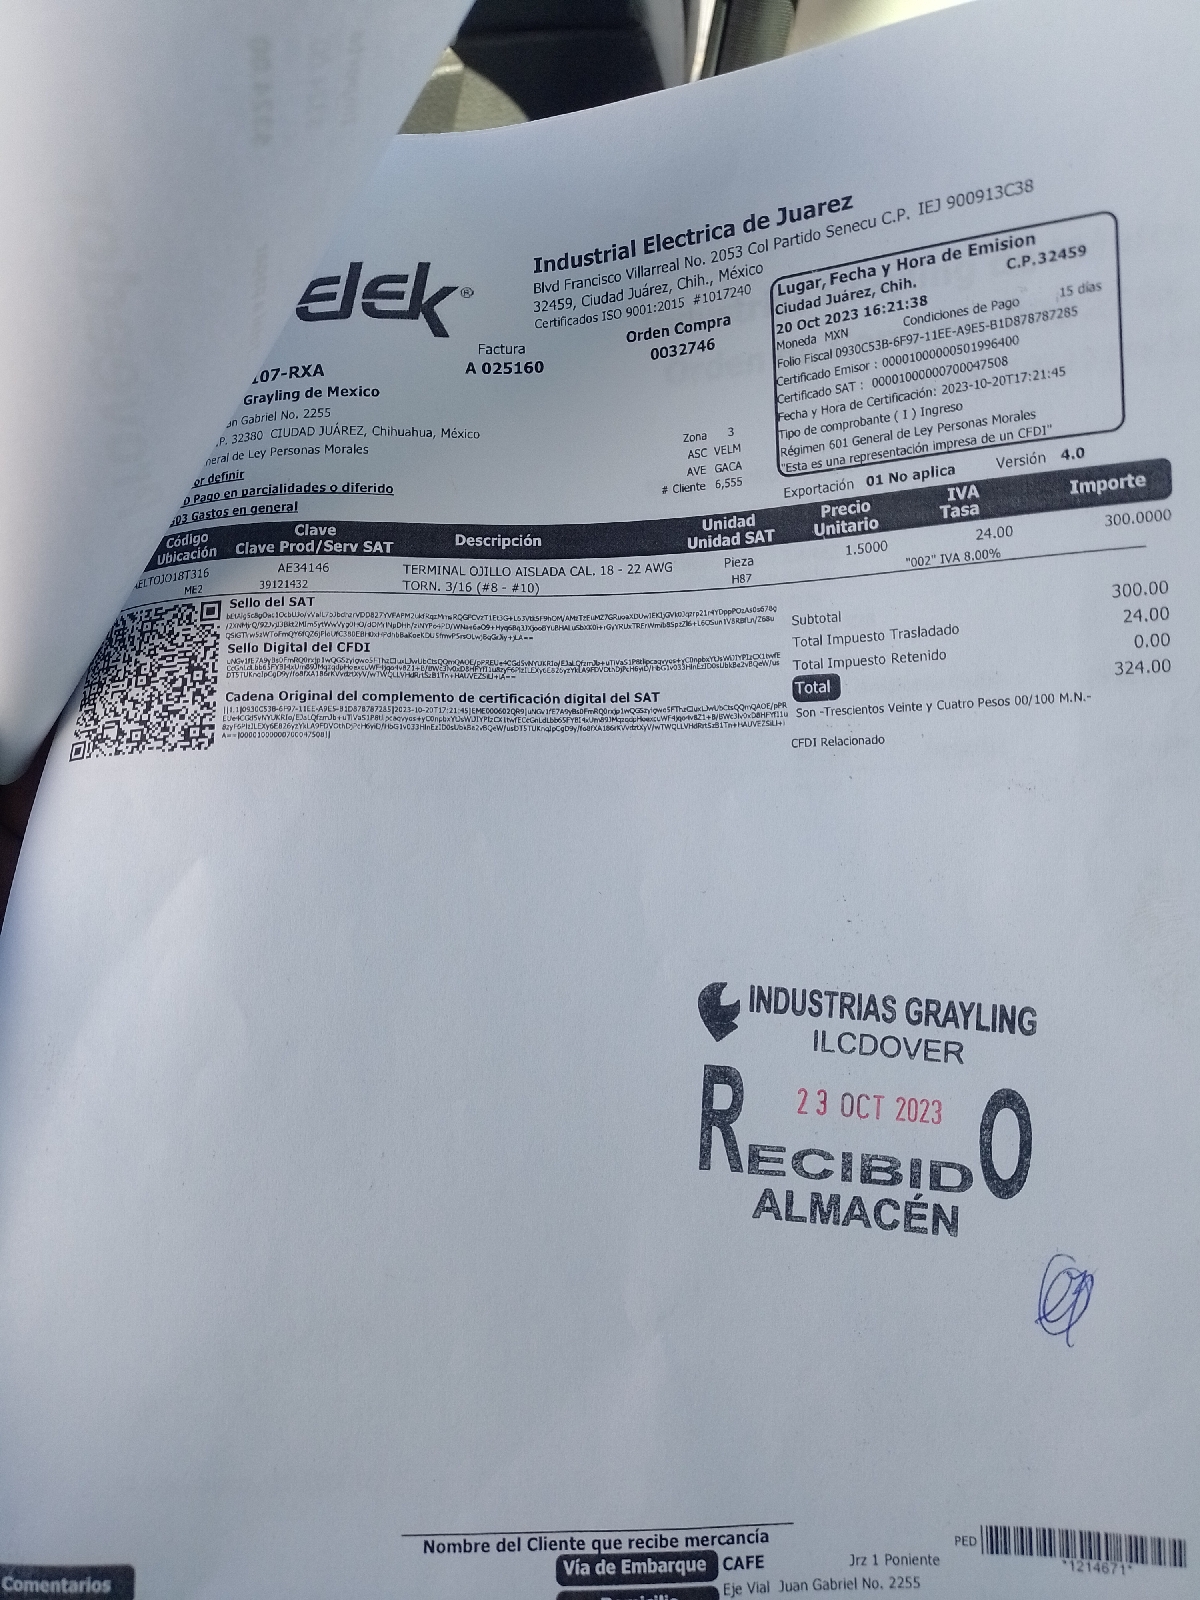 elek®
Industrial Electrica de Juarez
Blvd Francisco Villarreal No. 2053 Col Partido Senecu C.P. IEJ 900913C38
32459, Ciudad Juárez, Chih., México
Certificados ISO 9001:2015 #1017240
Factura
A 025160
Orden Compra
0032746
Lugar, Fecha y Hora de Emision
Ciudad Juárez, Chih. C.P.32459
20 Oct 2023 16:21:38
Moneda MXN Condiciones de Pago 15 días
Folio Fiscal 0930C53B-6F97-11EE-A9E5-B1D878787285
Certificado Emisor : 00001000000501996400
Certificado SAT : 00001000000700047508
Fecha y Hora de Certificación: 2023-10-20T17:21:45
Tipo de comprobante ( I ) Ingreso
Régimen 601 General de Ley Personas Morales
"Esta es una representación impresa de un CFDI"
107-RXA
Grayling de Mexico
an Gabriel No. 2255
.P. 32380 CIUDAD JUÁREZ, Chihuahua, México
neral de Ley Personas Morales
or definir
o Pago en parcialidades o diferido
G03 Gastos en general
Zona 3
ASC VELM
AVE GACA
# Cliente 6,555
Exportación 01 No aplica Versión 4.0
Código Ubicación Clave Clave Prod/Serv SAT Descripción Unidad Unidad SAT Precio Unitario IVA Tasa Importe
ELTOJO18T316 AE34146 TERMINAL OJILLO AISLADA CAL. 18 - 22 AWG Pieza 1.5000 24.00 300.0000
ME2 39121432 TORN. 3/16 (#8 - #10) H87 "002" IVA 8.00%
Sello del SAT
Sello Digital del CFDI
Cadena Original del complemento de certificación digital del SAT
Subtotal 300.00
Total Impuesto Trasladado 24.00
Total Impuesto Retenido 0.00
Total 324.00
Son -Trescientos Veinte y Cuatro Pesos 00/100 M.N.-
CFDI Relacionado
INDUSTRIAS GRAYLING
ILCDOVER
23 OCT 2023
RECIBIDO
ALMACÉN
Nombre del Cliente que recibe mercancía
Vía de Embarque CAFE Jrz 1 Poniente
Eje Vial Juan Gabriel No. 2255
PED
*1214671*
Comentarios